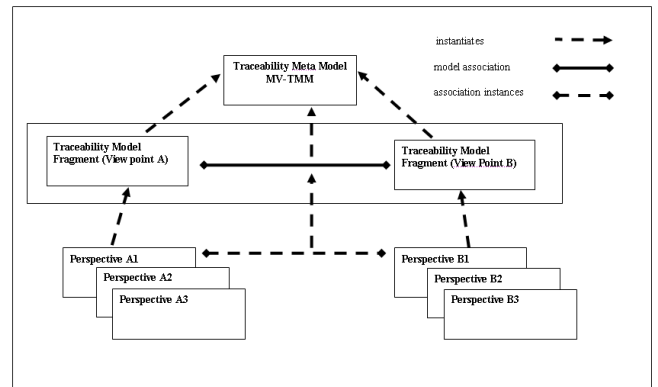 instantiates
model association
association instances
Traceability Meta Model
MV-TMM
Traceability Model
Fragment (View point A)
Traceability Model
Fragment (View Point B)
Perspective A1
Perspective A2
Perspective A3
Perspective B1
Perspective B2
Perspective B3